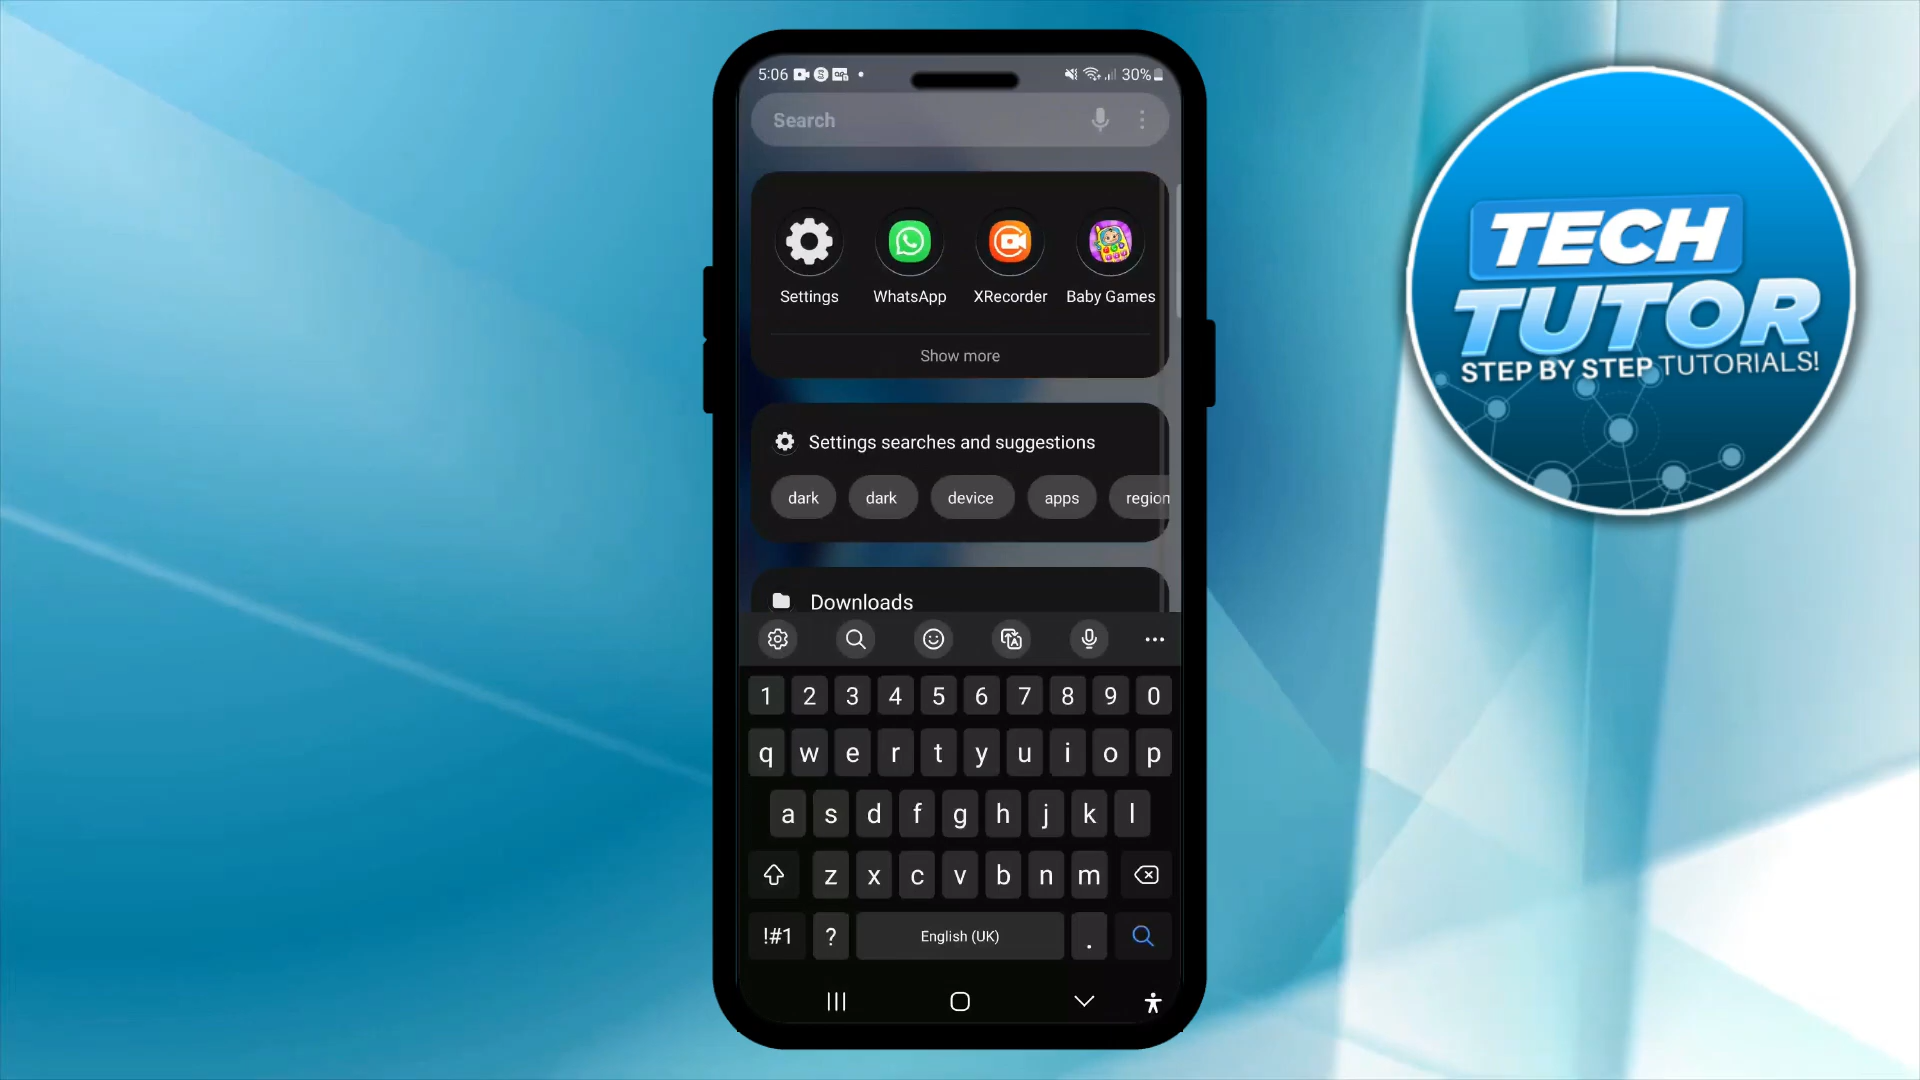 5:06
30%
Search
Settings WhatsApp XRecorder Baby Games
Show more
Settings searches and suggestions
dark dark device apps region
Downloads
1 2 3 4 5 6 7 8 9 0
q w e r t y u i o p
a s d f g h j k l
z x c v b n m
!#1 ? English (UK) .
TECH
TUTOR
STEP BY STEP TUTORIALS!